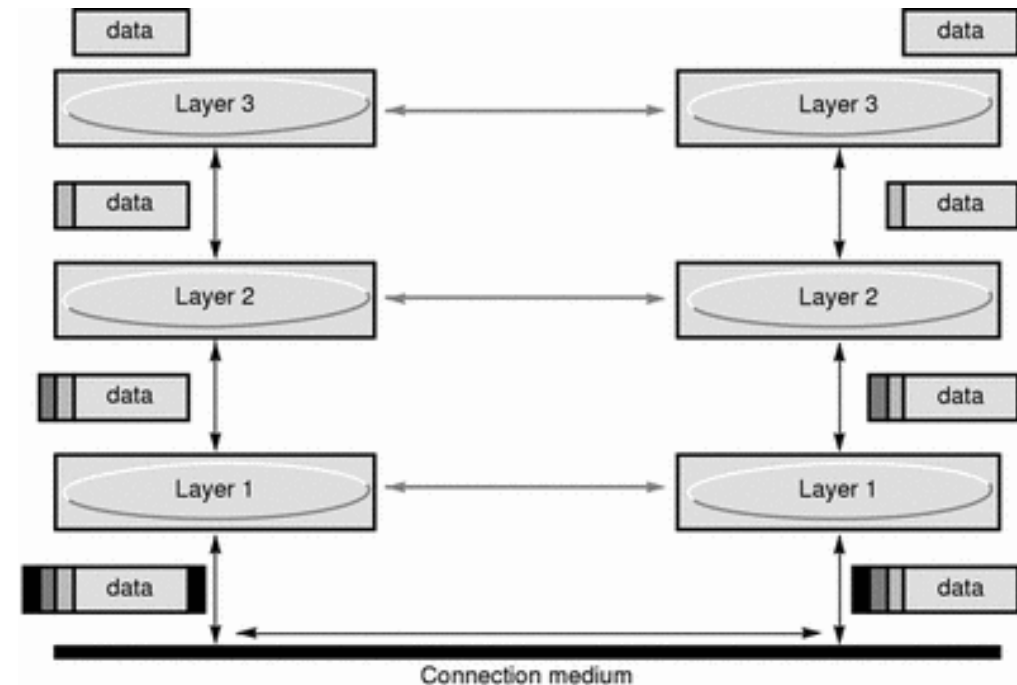 data data
Layer 3 Layer 3
data data
Layer 2 Layer 2
data data
Layer 1 Layer 1
data data
Connection medium